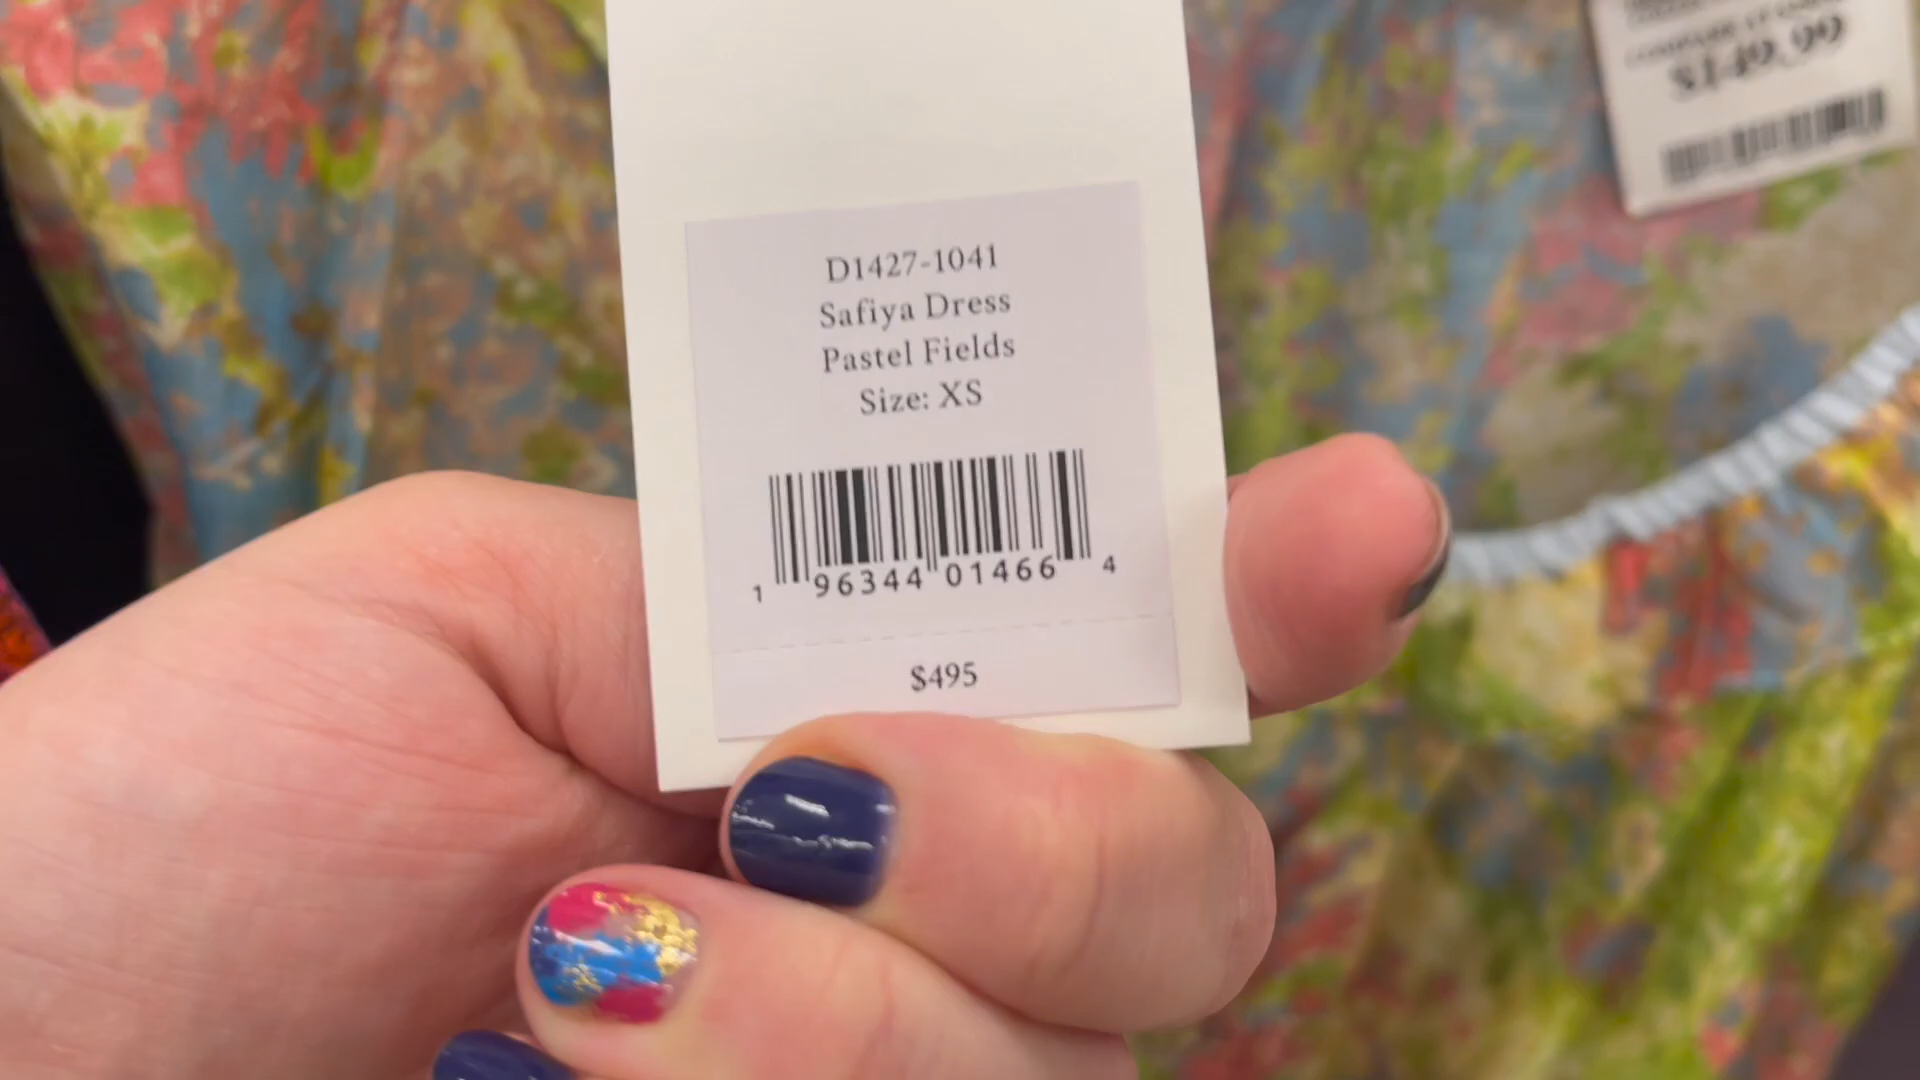 D1427-1041
Safiya Dress
Pastel Fields
Size: XS
1 96344 01466 4
$495
$149.99